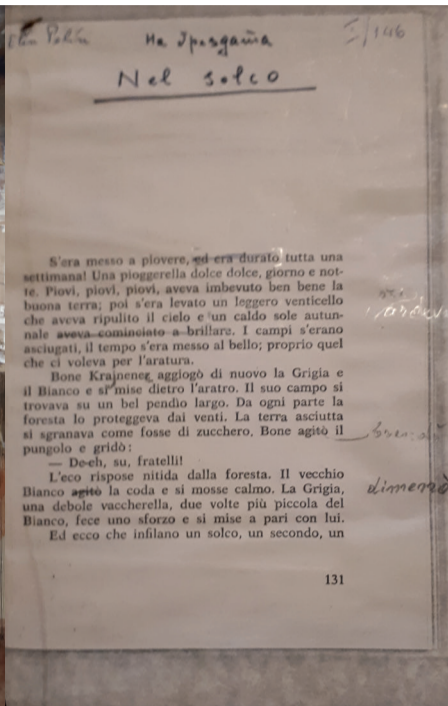 Elin Pelin На браздата I/146
Nel solco
S'era messo a piovere, ed era durato tutta una
settimana! Una pioggerella dolce dolce, giorno e not-
te. Piovi, piovi, piovi, aveva imbevuto ben bene la
buona terra; poi s'era levato un leggero venticello
che aveva ripulito il cielo e un caldo sole autun-
nale aveva cominciato a brillare. I campi s'erano
asciugati, il tempo s'era messo al bello; proprio quel
che ci voleva per l'aratura.
Bone Krajnenec aggiogò di nuovo la Grigia e
il Bianco e si mise dietro l'aratro. Il suo campo si
trovava su un bel pendìo largo. Da ogni parte la
foresta lo proteggeva dai venti. La terra asciutta
si sgranava come fosse di zucchero. Bone agitò il
pungolo e gridò:
— De-eh, su, fratelli!
L'eco rispose nitida dalla foresta. Il vecchio
Bianco agitò la coda e si mosse calmo. La Grigia, dimenò
una debole vaccherella, due volte più piccola del
Bianco, fece uno sforzo e si mise a pari con lui.
Ed ecco che infilano un solco, un secondo, un
131